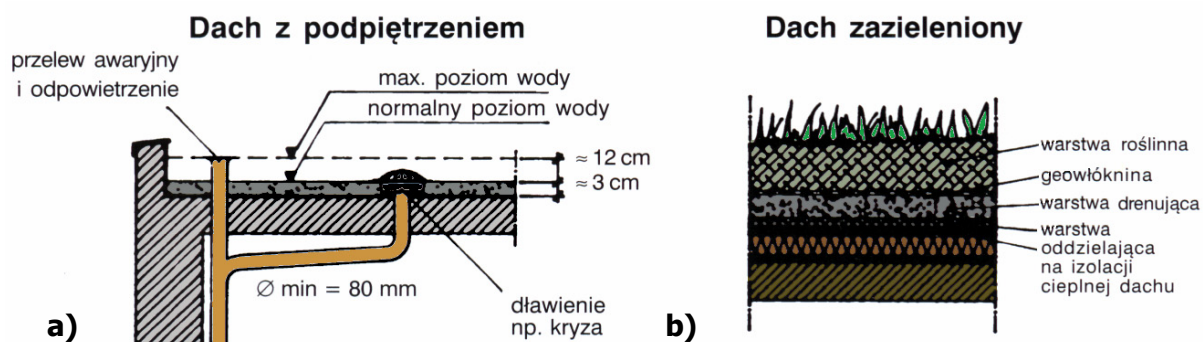 Dach z podpiętrzeniem
przelew awaryjny
i odpowietrzenie
max. poziom wody
normalny poziom wody
≈ 12 cm
≈ 3 cm
∅ min = 80 mm
dławienie
np. kryza
a)
Dach zazieleniony
warstwa roślinna
geowłóknina
warstwa drenująca
warstwa
oddzielająca
na izolacji
cieplnej dachu
b)